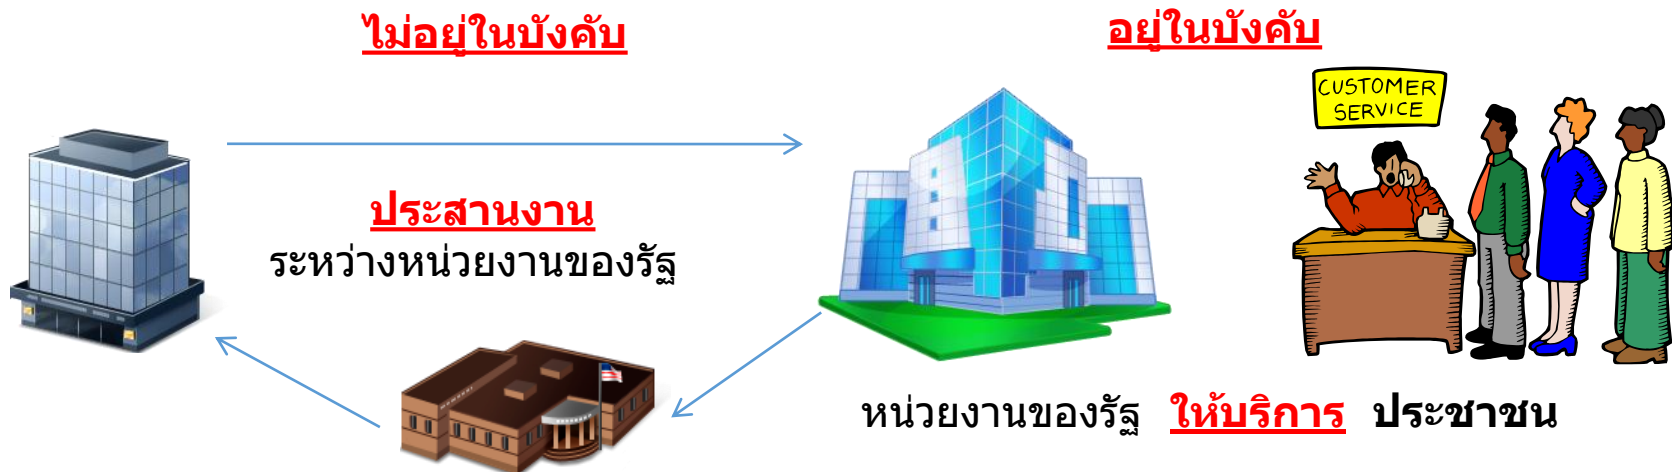 ไม่อยู่ในบังคับ
อยู่ในบังคับ
CUSTOMER
SERVICE
ประสานงาน
ระหว่างหน่วยงานของรัฐ
หน่วยงานของรัฐ ให้บริการ ประชาชน